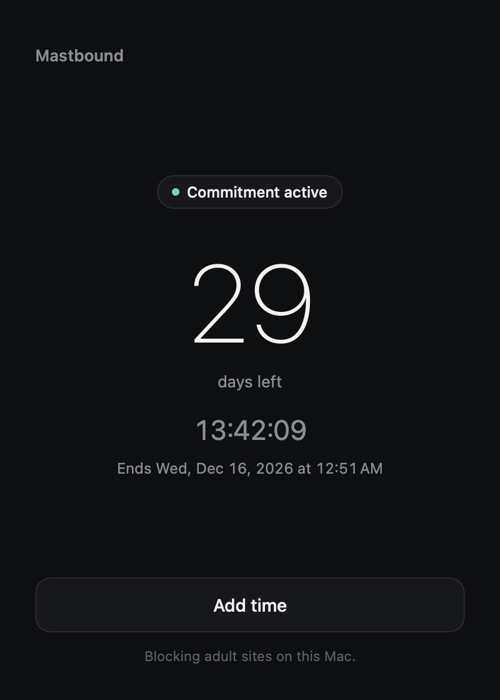 Mastbound
Commitment active
29
days left
13:42:09
Ends Wed, Dec 16, 2026 at 12:51 AM
Add time
Blocking adult sites on this Mac.